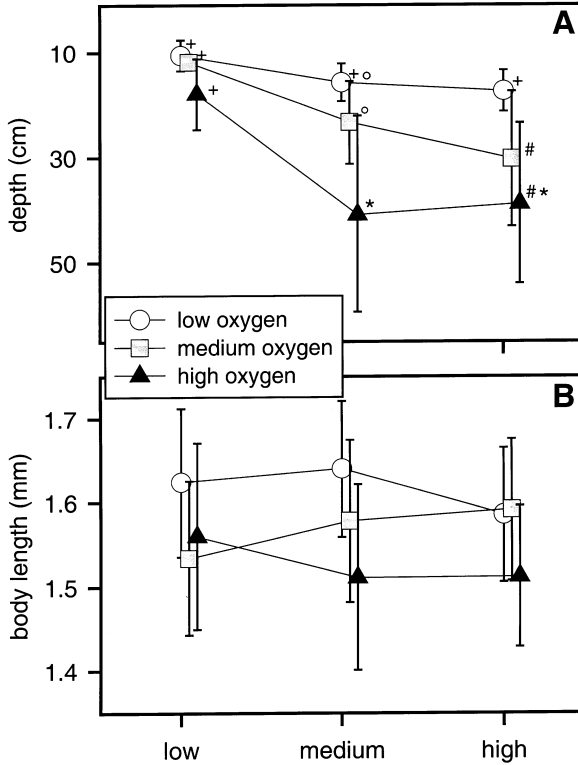 A
10
30
50
depth (cm)
+
+
+
+ °
°
*
+
#
# *
low oxygen
medium oxygen
high oxygen
B
1.7
1.6
1.5
1.4
body length (mm)
low medium high